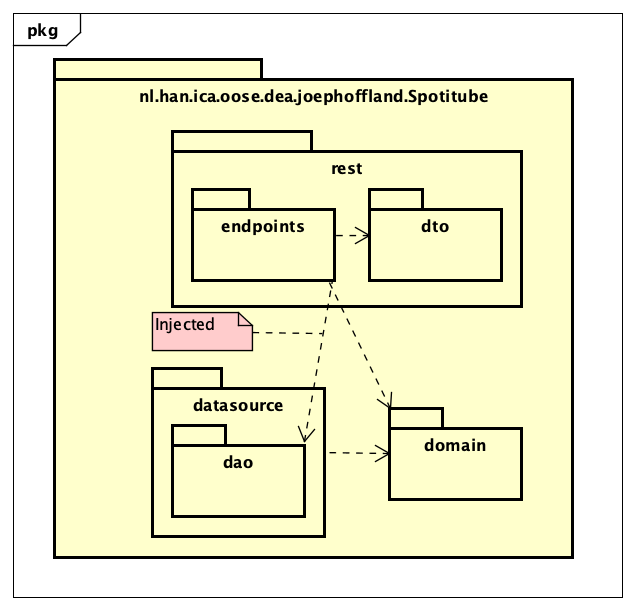 pkg
nl.han.ica.oose.dea.joephoffland.Spotitube
rest
endpoints
dto
Injected
datasource
dao
domain